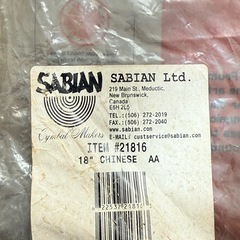 SABIAN
Cymbal Makers
SABIAN Ltd.
219 Main St., Meductic,
New Brunswick,
Canada
E6H 2L5
TEL.:(506) 272-2019
FAX.:(506) 272-2040
www.sabian.com
E-MAIL/ custservice@sabian.com
ITEM #21816
18" CHINESE AA